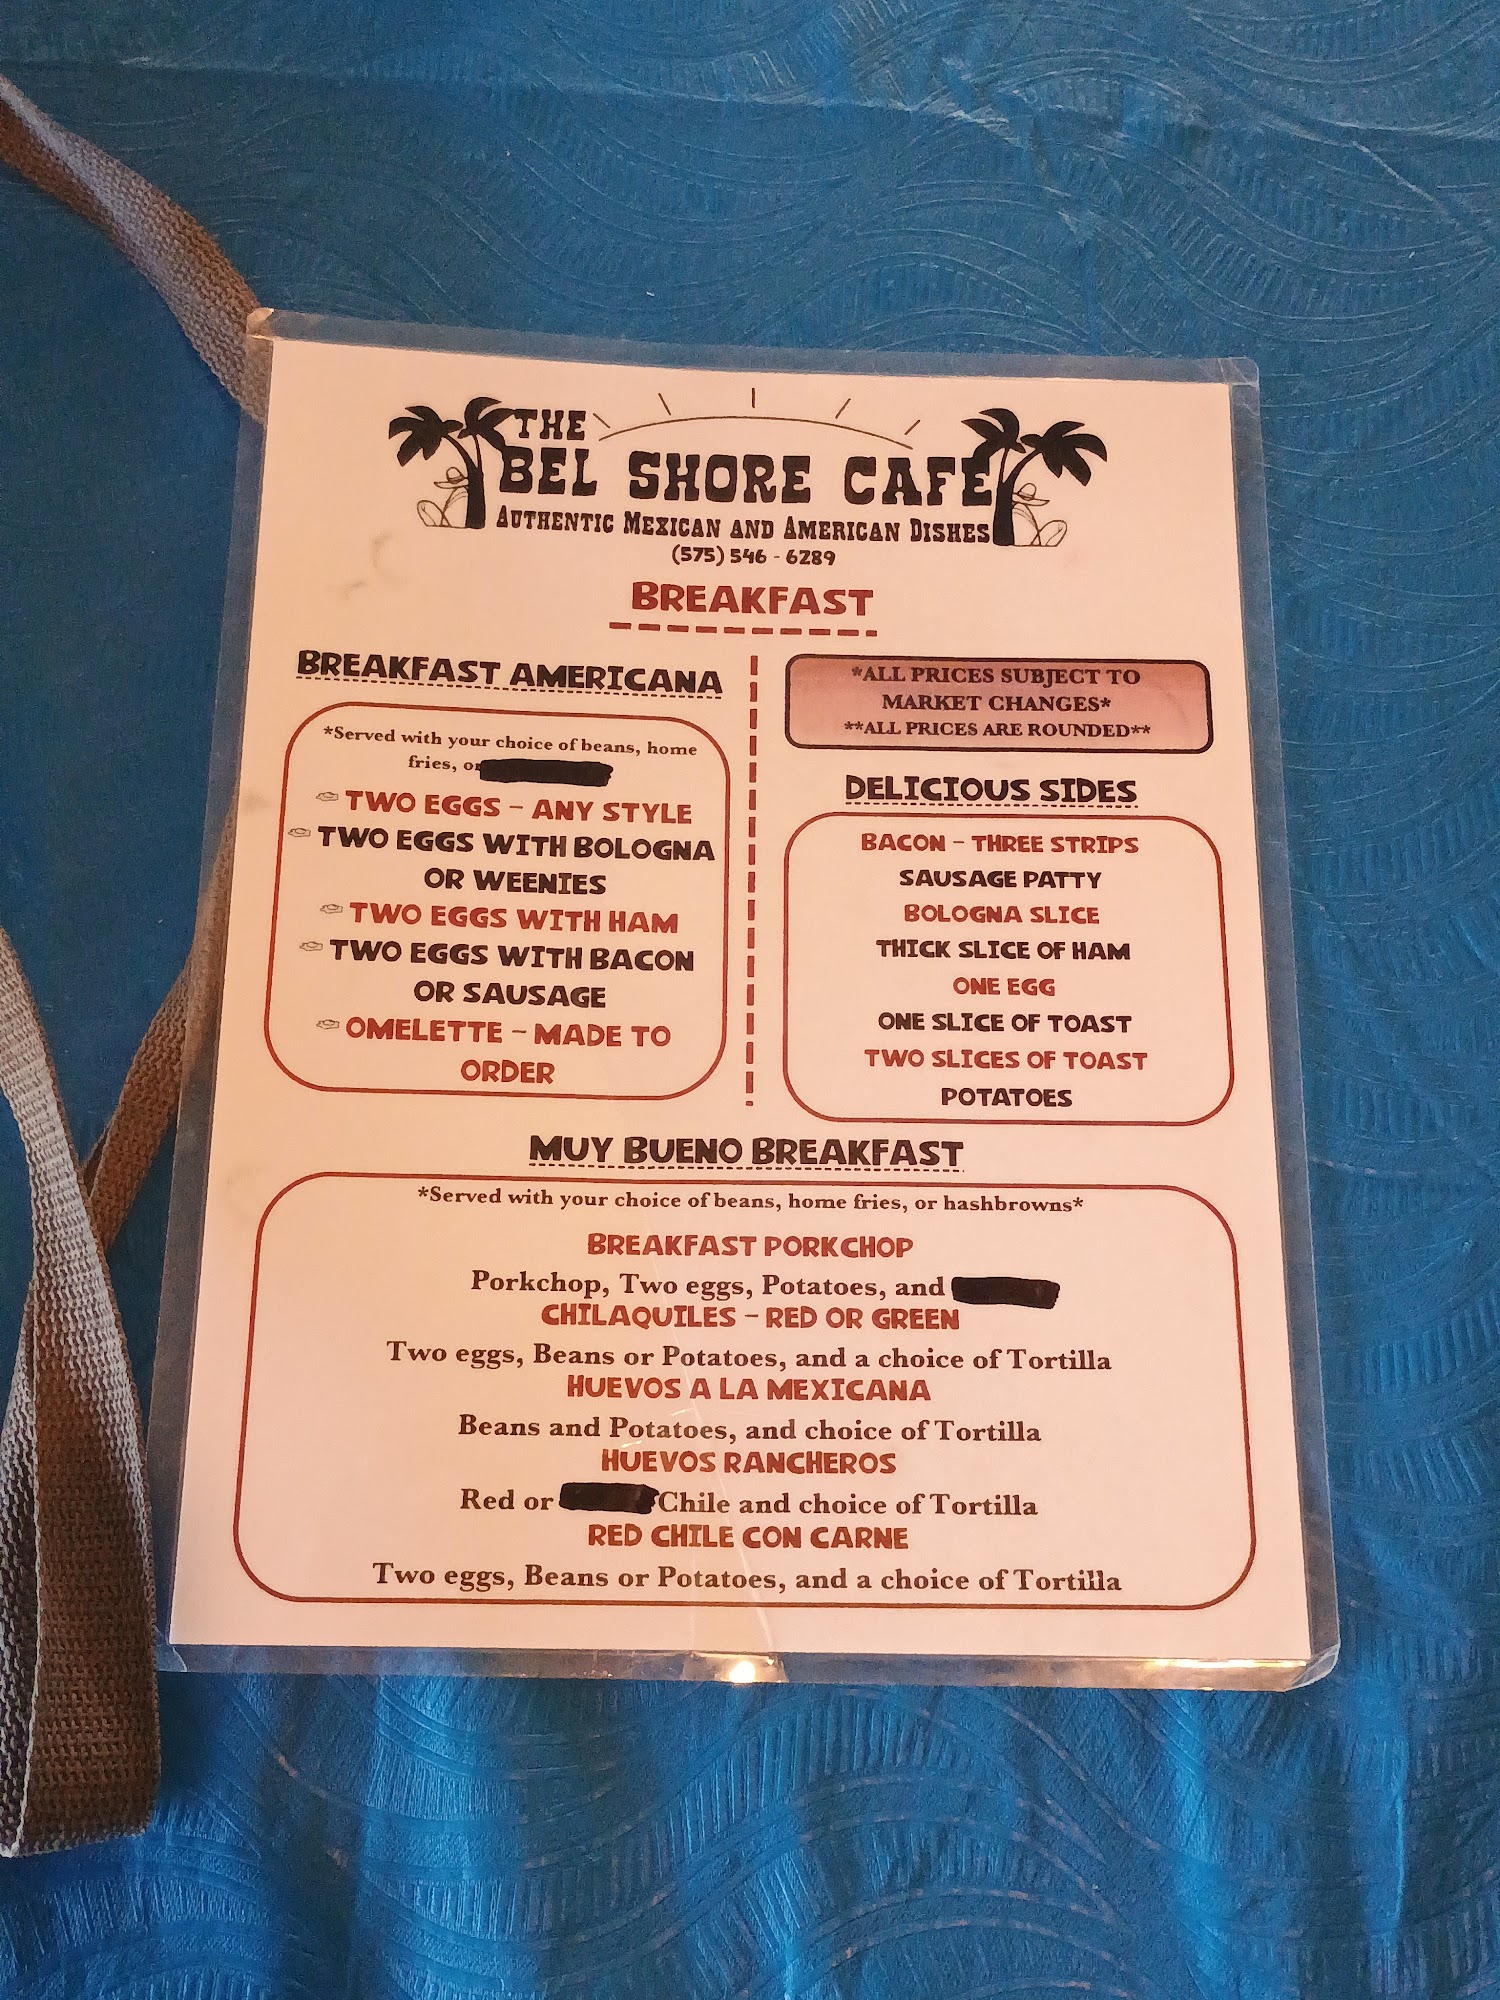 THE
BEL SHORE CAFE
AUTHENTIC MEXICAN AND AMERICAN DISHES
(575) 546 - 6289
BREAKFAST
BREAKFAST AMERICANA
*Served with your choice of beans, home
fries, or
TWO EGGS - ANY STYLE
TWO EGGS WITH BOLOGNA
OR WEENIES
TWO EGGS WITH HAM
TWO EGGS WITH BACON
OR SAUSAGE
OMELETTE - MADE TO
ORDER
*ALL PRICES SUBJECT TO
MARKET CHANGES*
**ALL PRICES ARE ROUNDED**
DELICIOUS SIDES
BACON - THREE STRIPS
SAUSAGE PATTY
BOLOGNA SLICE
THICK SLICE OF HAM
ONE EGG
ONE SLICE OF TOAST
TWO SLICES OF TOAST
POTATOES
MUY BUENO BREAKFAST
*Served with your choice of beans, home fries, or hashbrowns*
BREAKFAST PORKCHOP
Porkchop, Two eggs, Potatoes, and
CHILAQUILES - RED OR GREEN
Two eggs, Beans or Potatoes, and a choice of Tortilla
HUEVOS A LA MEXICANA
Beans and Potatoes, and choice of Tortilla
HUEVOS RANCHEROS
Red or Chile and choice of Tortilla
RED CHILE CON CARNE
Two eggs, Beans or Potatoes, and a choice of Tortilla